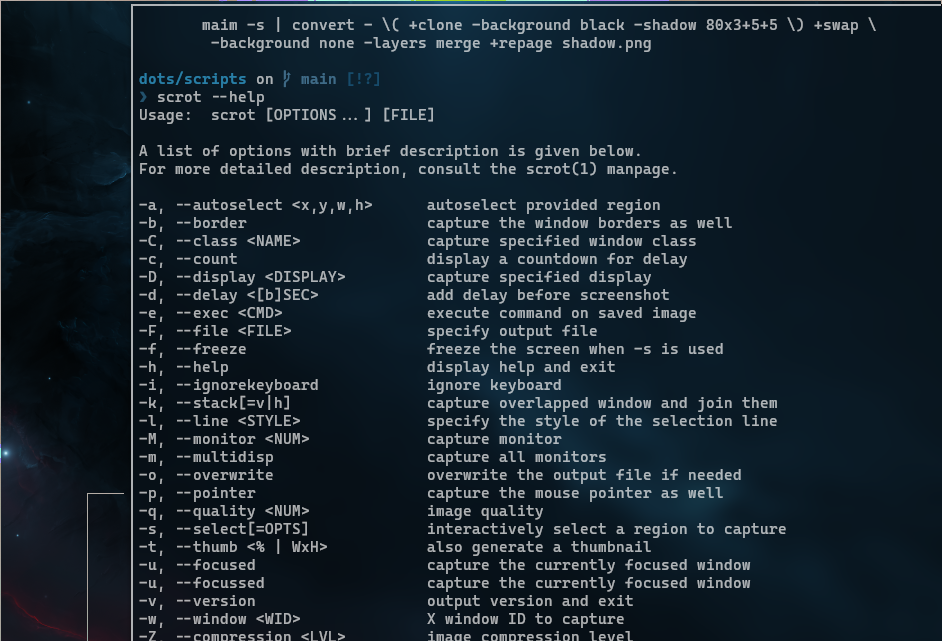 maim -s | convert - \( +clone -background black -shadow 80x3+5+5 \) +swap \
-background none -layers merge +repage shadow.png
dots/scripts on main [!?]
❯ scrot --help
Usage:  scrot [OPTIONS...] [FILE]
A list of options with brief description is given below.
For more detailed description, consult the scrot(1) manpage.
-a, --autoselect <x,y,w,h>      autoselect provided region
-b, --border                    capture the window borders as well
-C, --class <NAME>              capture specified window class
-c, --count                     display a countdown for delay
-D, --display <DISPLAY>         capture specified display
-d, --delay <[b]SEC>            add delay before screenshot
-e, --exec <CMD>                execute command on saved image
-F, --file <FILE>               specify output file
-f, --freeze                    freeze the screen when -s is used
-h, --help                      display help and exit
-i, --ignorekeyboard            ignore keyboard
-k, --stack[=v|h]               capture overlapped window and join them
-l, --line <STYLE>              specify the style of the selection line
-M, --monitor <NUM>             capture monitor
-m, --multidisp                 capture all monitors
-o, --overwrite                 overwrite the output file if needed
-p, --pointer                   capture the mouse pointer as well
-q, --quality <NUM>             image quality
-s, --select[=OPTS]             interactively select a region to capture
-t, --thumb <% | WxH>           also generate a thumbnail
-u, --focused                   capture the currently focused window
-u, --focussed                  capture the currently focused window
-v, --version                   output version and exit
-w, --window <WID>              X window ID to capture
-Z, --compression <LVL>         image compression level